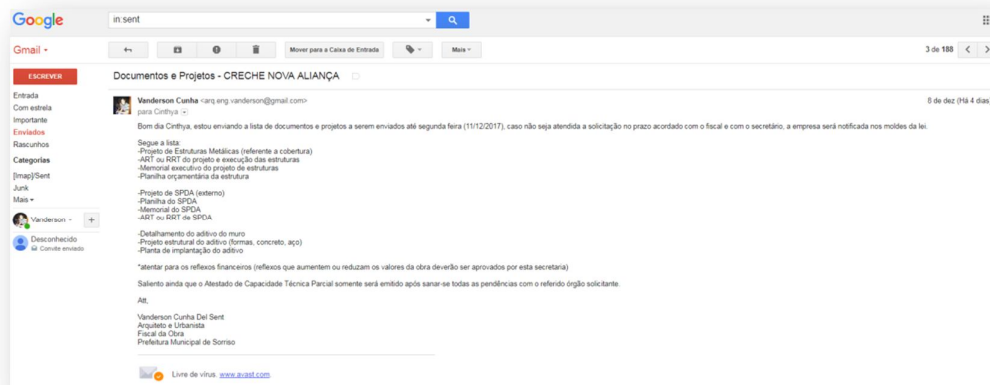 Google
in:sent
Gmail
Mover para a Caixa de Entrada
Mais
3 de 188
ESCREVER
Documentos e Projetos - CRECHE NOVA ALIANÇA
Entrada
Com estrela
Importante
Enviados
Rascunhos
Categorias
[Imap]/Sent
Junk
Mais
Vanderson
Desconhecido
Convite enviado
Vanderson Cunha <arq.eng.vanderson@gmail.com>
8 de dez (Há 4 dias)
para Cinthya
Bom dia Cinthya, estou enviando a lista de documentos e projetos a serem enviados até segunda feira (11/12/2017), caso não seja atendida a solicitação no prazo acordado com o fiscal e com o secretário, a empresa será notificada nos moldes da lei.
Segue a lista:
-Projeto de Estruturas Metálicas (referente a cobertura)
-ART ou RRT do projeto e execução das estruturas
-Memorial executivo do projeto de estruturas
-Planilha orçamentária da estrutura
-Projeto de SPDA (externo)
-Planilha do SPDA
-Memorial do SPDA
-ART ou RRT de SPDA
-Detalhamento do aditivo do muro
-Projeto estrutural do aditivo (formas, concreto, aço)
-Planta de implantação do aditivo
*atentar para os reflexos financeiros (reflexos que aumentem ou reduzam os valores da obra deverão ser aprovados por esta secretaria)
Saliento ainda que o Atestado de Capacidade Técnica Parcial somente será emitido após sanar-se todas as pendências com o referido órgão solicitante.
Att,
Vanderson Cunha Del Sent
Arquiteto e Urbanista
Fiscal da Obra
Prefeitura Municipal de Sorriso
Livre de vírus. www.avast.com.